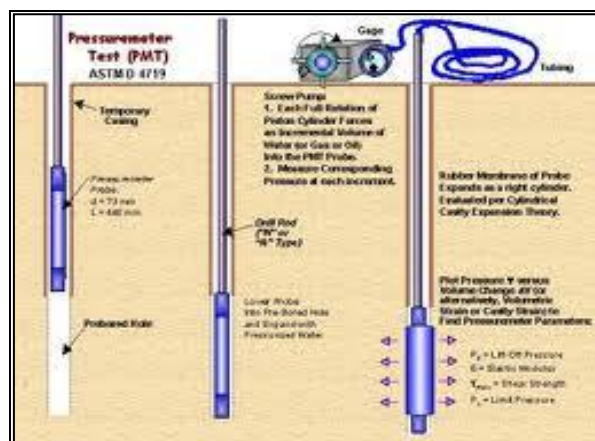 Pressuremeter
Test (PMT)
ASTM D 4719
Gage
Tubing
Temporary
Casing
Pressuremeter
Probe:
d = 73 mm
L = 440 mm
Prebored Hole
Screw Pump:
1. Each Full Rotation of
Piston Cylinder Forces
an Incremental Volume of
Water (or Gas or Oil)
Into the PMT Probe.
2. Measure Corresponding
Pressure at each increment.
Drill Rod
("N" or
Type)
Lower Probe
Into Pre-Bored Hole
and Expand with
Pressurized Water
Rubber Membrane of Probe
Expands as a right cylinder.
Evaluated per Cylindrical
Cavity Expansion Theory.
Plot Pressure versus
Volume Change (or
alternatively, Volumetric
Strain or Cavity Strain) to
Find Pressuremeter Parameters:
= Lift-Off Pressure
E = Elastic Modulus
= Shear Strength
= Limit Pressure